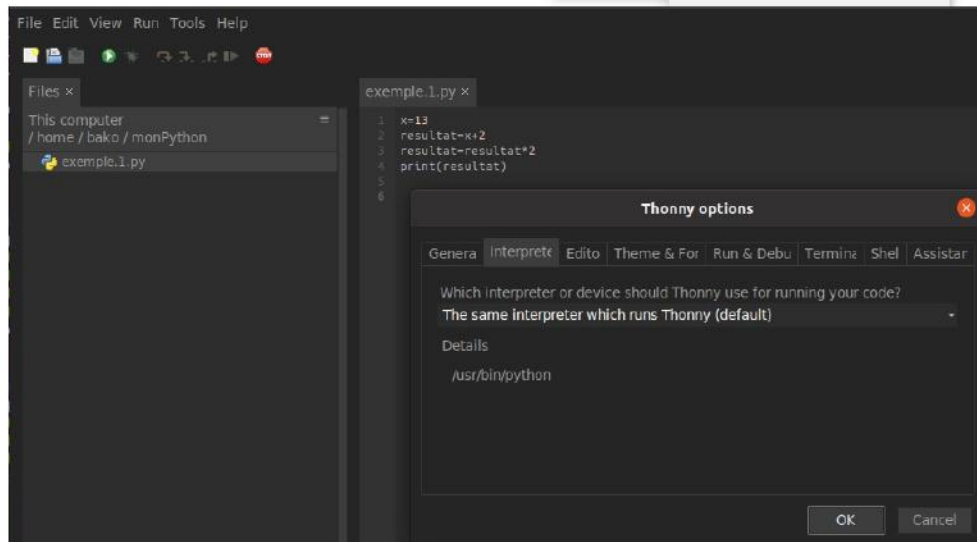 File Edit View Run Tools Help
STOP
Files ×
This computer
/ home / bako / monPython
exemple.1.py
exemple.1.py ×
1 x=13
2 resultat=x+2
3 resultat=resultat*2
4 print(resultat)
5
6
Thonny options
Genera Interprete Edito Theme & For Run & Debu Termina Shel Assistar
Which interpreter or device should Thonny use for running your code?
The same interpreter which runs Thonny (default)
Details
/usr/bin/python
OK Cancel